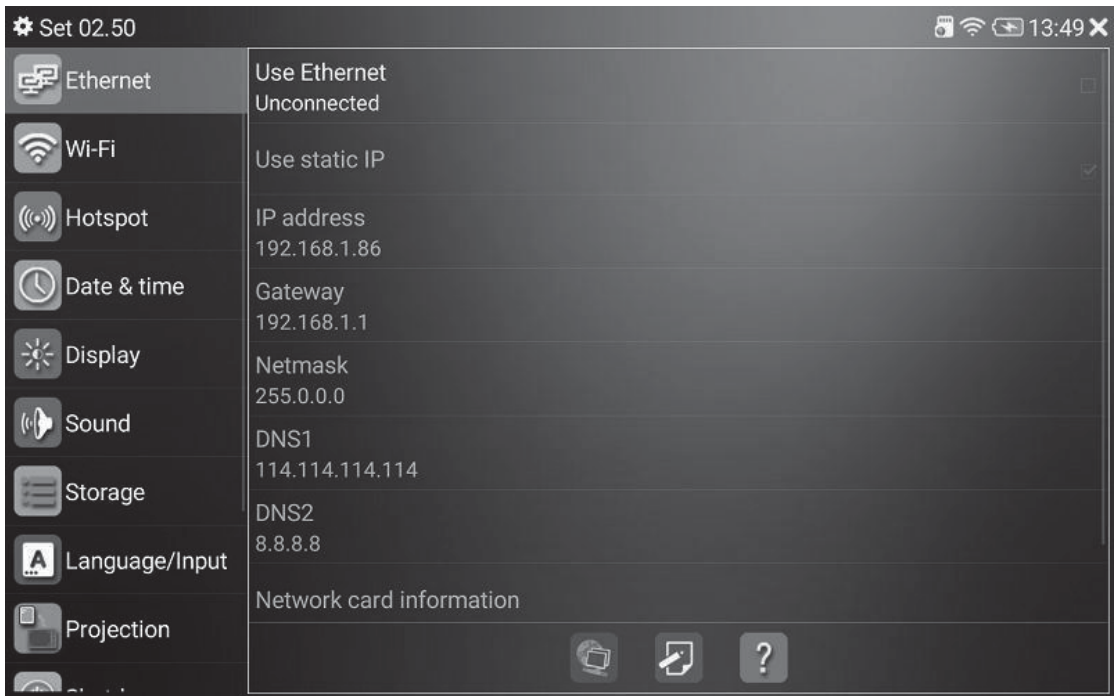 Set 02.50
13:49
Ethernet
Wi-Fi
Hotspot
Date & time
Display
Sound
Storage
Language/Input
Projection
Use Ethernet
Unconnected
Use static IP
IP address
192.168.1.86
Gateway
192.168.1.1
Netmask
255.0.0.0
DNS1
114.114.114.114
DNS2
8.8.8.8
Network card information
?